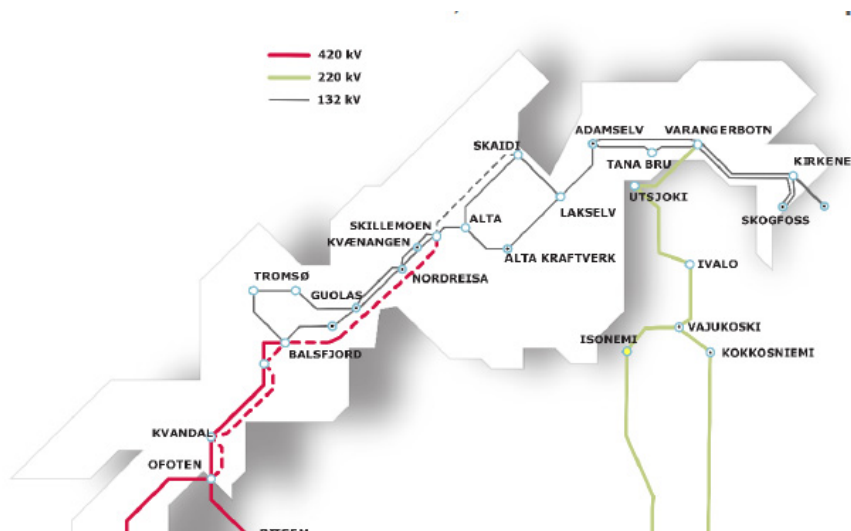 420 kV
220 kV
132 kV
ADAMSELV
VARANGERBOTN
SKAIDI
TANA BRU
KIRKENE
UTSJOKI
LAKSELV
SKOGFOSS
SKILLEMOEN
ALTA
KVÆNANGEN
ALTA KRAFTVERK
IVALO
TROMSØ
NORDREISA
GUOLAS
VAJUKOSKI
ISONEMI
BALSFJORD
KOKKOSNIEMI
KVANDAL
OFOTEN